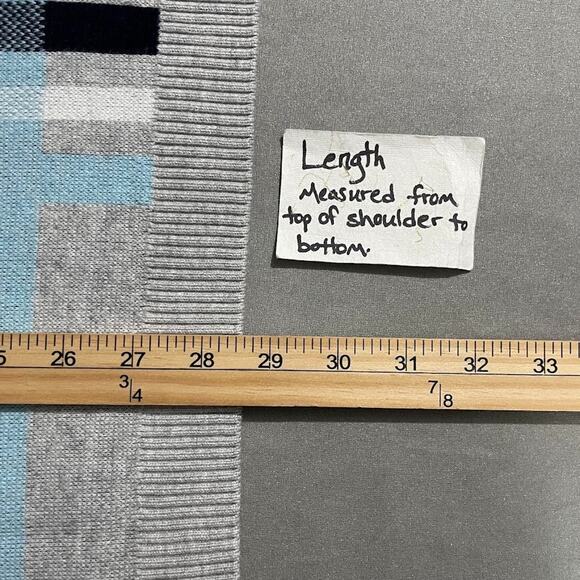 Length
Measured from
top of shoulder to
bottom.
5 26 27 28 29 30 31 32 33
3/4 7/8